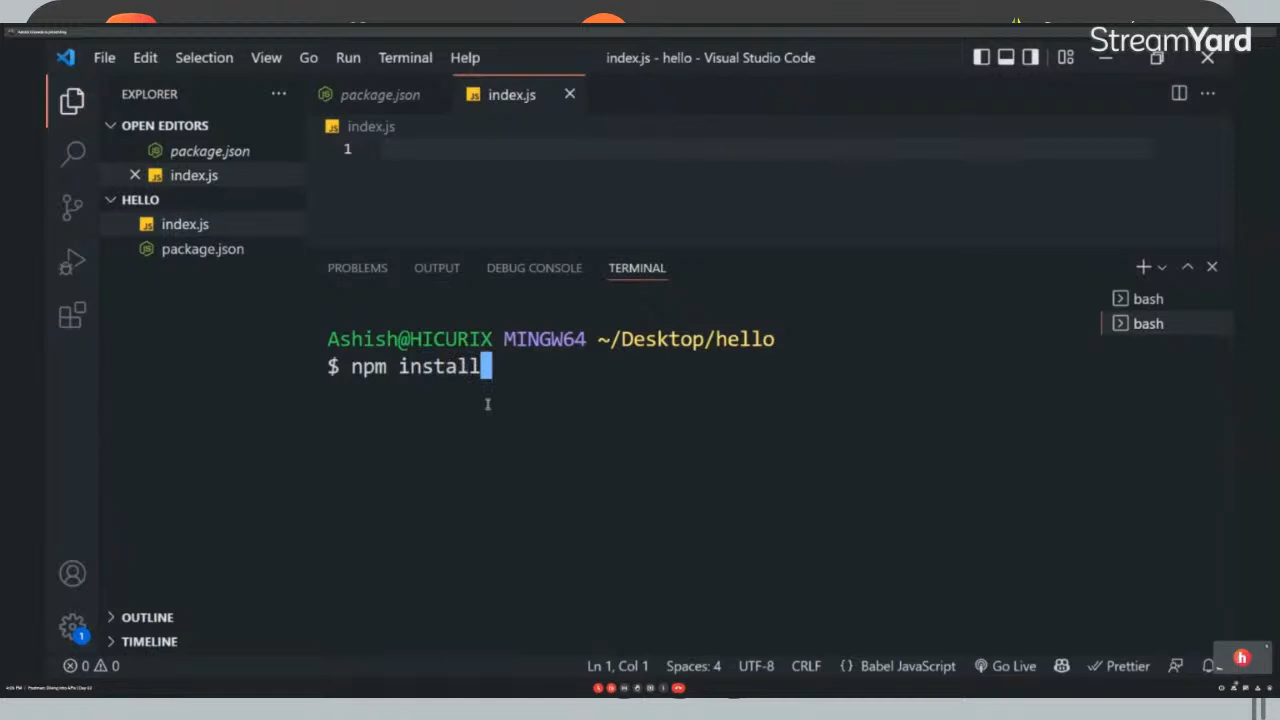 StreamYard
File Edit Selection View Go Run Terminal Help
index.js - hello - Visual Studio Code
EXPLORER
package.json
index.js
OPEN EDITORS
package.json
index.js
HELLO
index.js
package.json
index.js
1
PROBLEMS OUTPUT DEBUG CONSOLE TERMINAL
bash
bash
Ashish@HICURIX MINGW64 ~/Desktop/hello
$ npm install
OUTLINE
TIMELINE
1
0 0
Ln 1, Col 1 Spaces: 4 UTF-8 CRLF {} Babel JavaScript Go Live Prettier
h